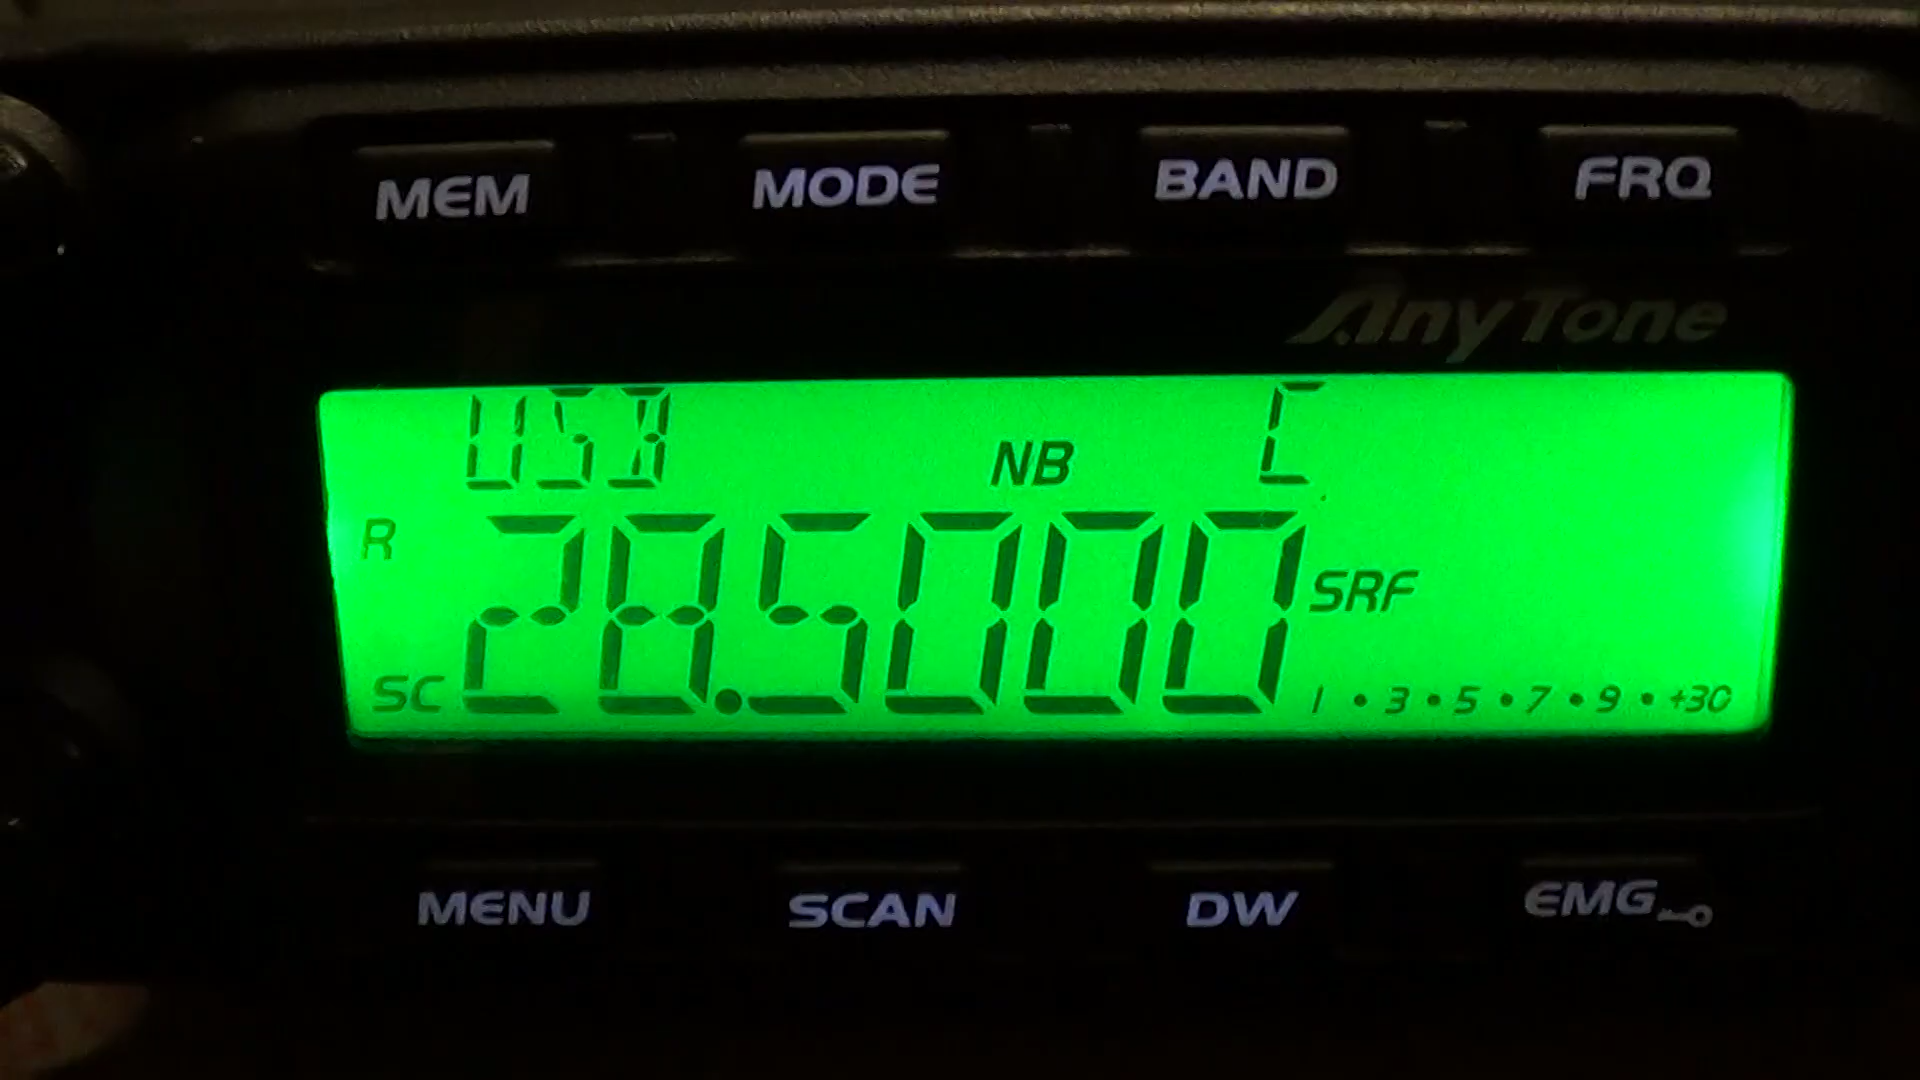 MEM MODE BAND FRQ
AnyTone
USB NB C
R
28.5000 SRF
SC 1 • 3 • 5 • 7 • 9 • +30
MENU SCAN DW EMG